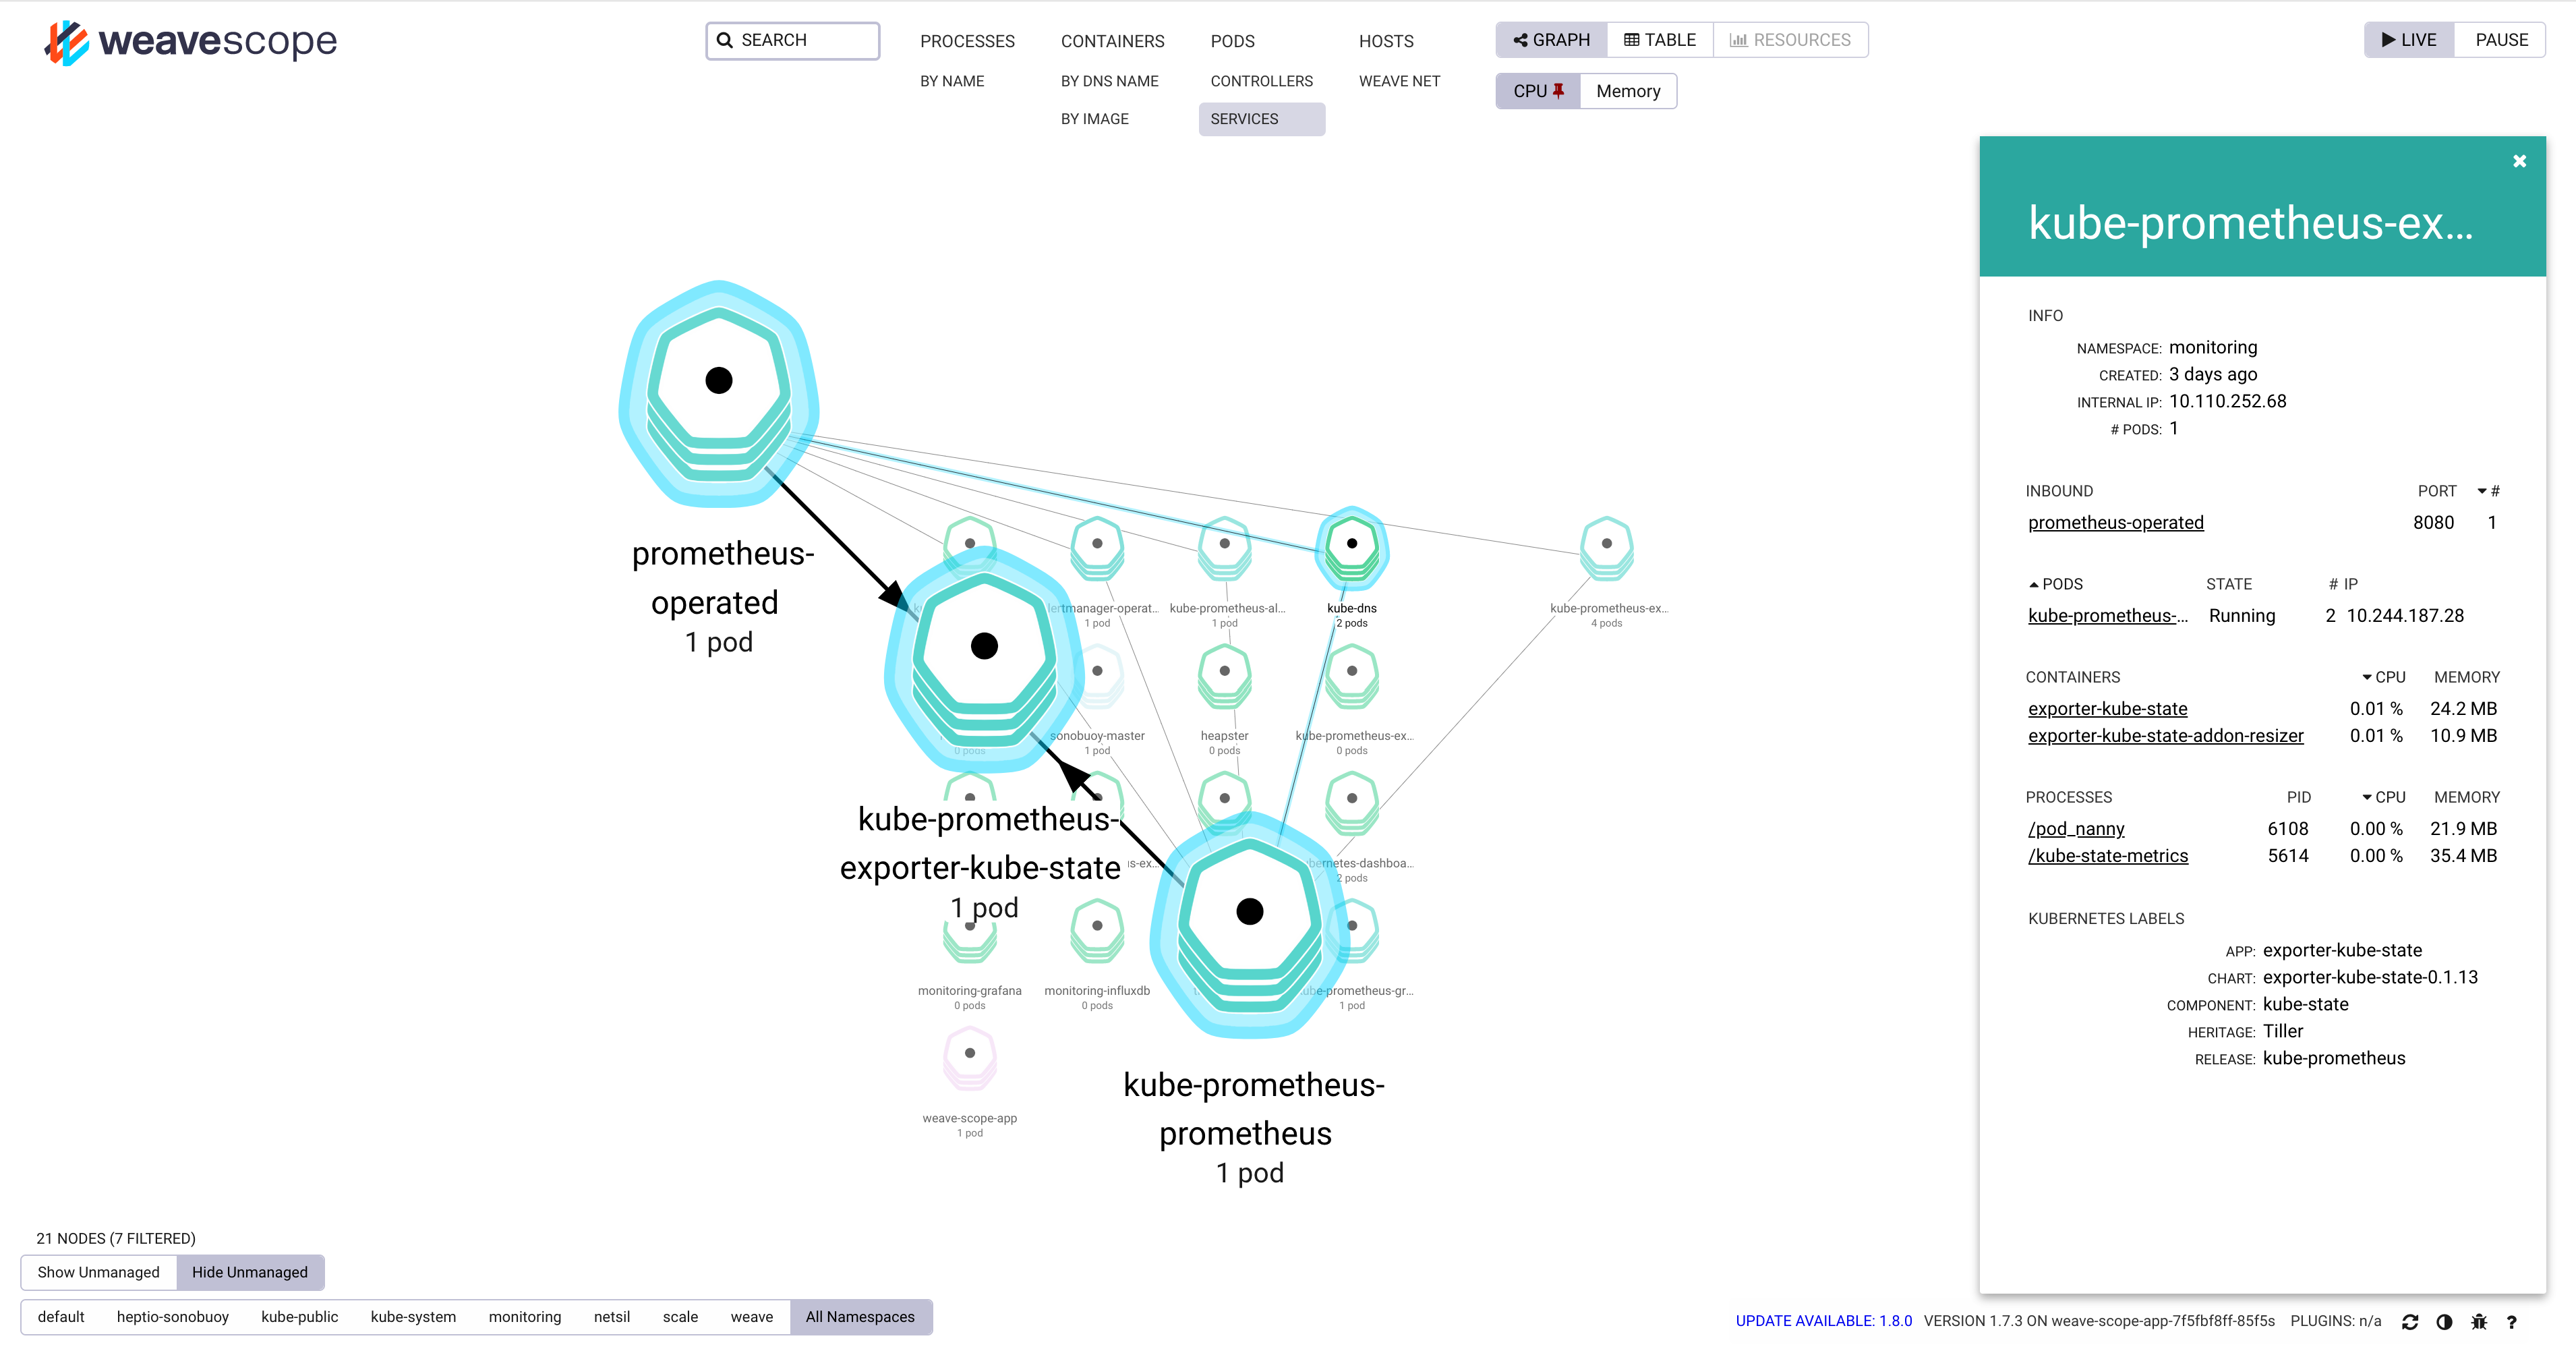 weavescope
SEARCH
PROCESSES
BY NAME
CONTAINERS
BY DNS NAME
BY IMAGE
PODS
CONTROLLERS
SERVICES
HOSTS
WEAVE NET
GRAPH
TABLE
RESOURCES
CPU
Memory
LIVE
PAUSE
prometheus-
operated
1 pod
kube-prometheus-
exporter-kube-state
1 pod
kube-prometheus-
prometheus
1 pod
ertmanager-operat...
1 pod
kube-prometheus-al...
1 pod
kube-dns
2 pods
kube-prometheus-ex...
4 pods
0 pods
sonobuoy-master
1 pod
heapster
0 pods
kube-prometheus-ex...
0 pods
s-ex...
bernetes-dashboa...
2 pods
monitoring-grafana
0 pods
monitoring-influxdb
0 pods
ube-prometheus-gr...
1 pod
weave-scope-app
1 pod
kube-prometheus-ex...
INFO
NAMESPACE: monitoring
CREATED: 3 days ago
INTERNAL IP: 10.110.252.68
# PODS: 1
INBOUND PORT #
prometheus-operated 8080 1
PODS STATE # IP
kube-prometheus-... Running 2 10.244.187.28
CONTAINERS CPU MEMORY
exporter-kube-state 0.01 % 24.2 MB
exporter-kube-state-addon-resizer 0.01 % 10.9 MB
PROCESSES PID CPU MEMORY
/pod_nanny 6108 0.00 % 21.9 MB
/kube-state-metrics 5614 0.00 % 35.4 MB
KUBERNETES LABELS
APP: exporter-kube-state
CHART: exporter-kube-state-0.1.13
COMPONENT: kube-state
HERITAGE: Tiller
RELEASE: kube-prometheus
21 NODES (7 FILTERED)
Show Unmanaged Hide Unmanaged
default heptio-sonobuoy kube-public kube-system monitoring netsil scale weave All Namespaces
UPDATE AVAILABLE: 1.8.0 VERSION 1.7.3 ON weave-scope-app-7f5fbf8ff-85f5s PLUGINS: n/a ?